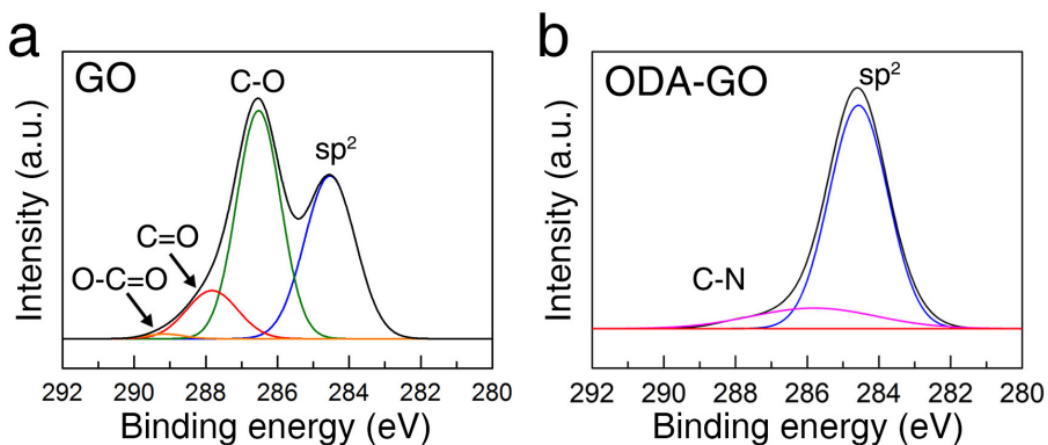 a
GO
C-O
sp²
C=O
O-C=O
Intensity (a.u.)
292 290 288 286 284 282 280
Binding energy (eV)
b
ODA-GO
sp²
C-N
Intensity (a.u.)
292 290 288 286 284 282 280
Binding energy (eV)